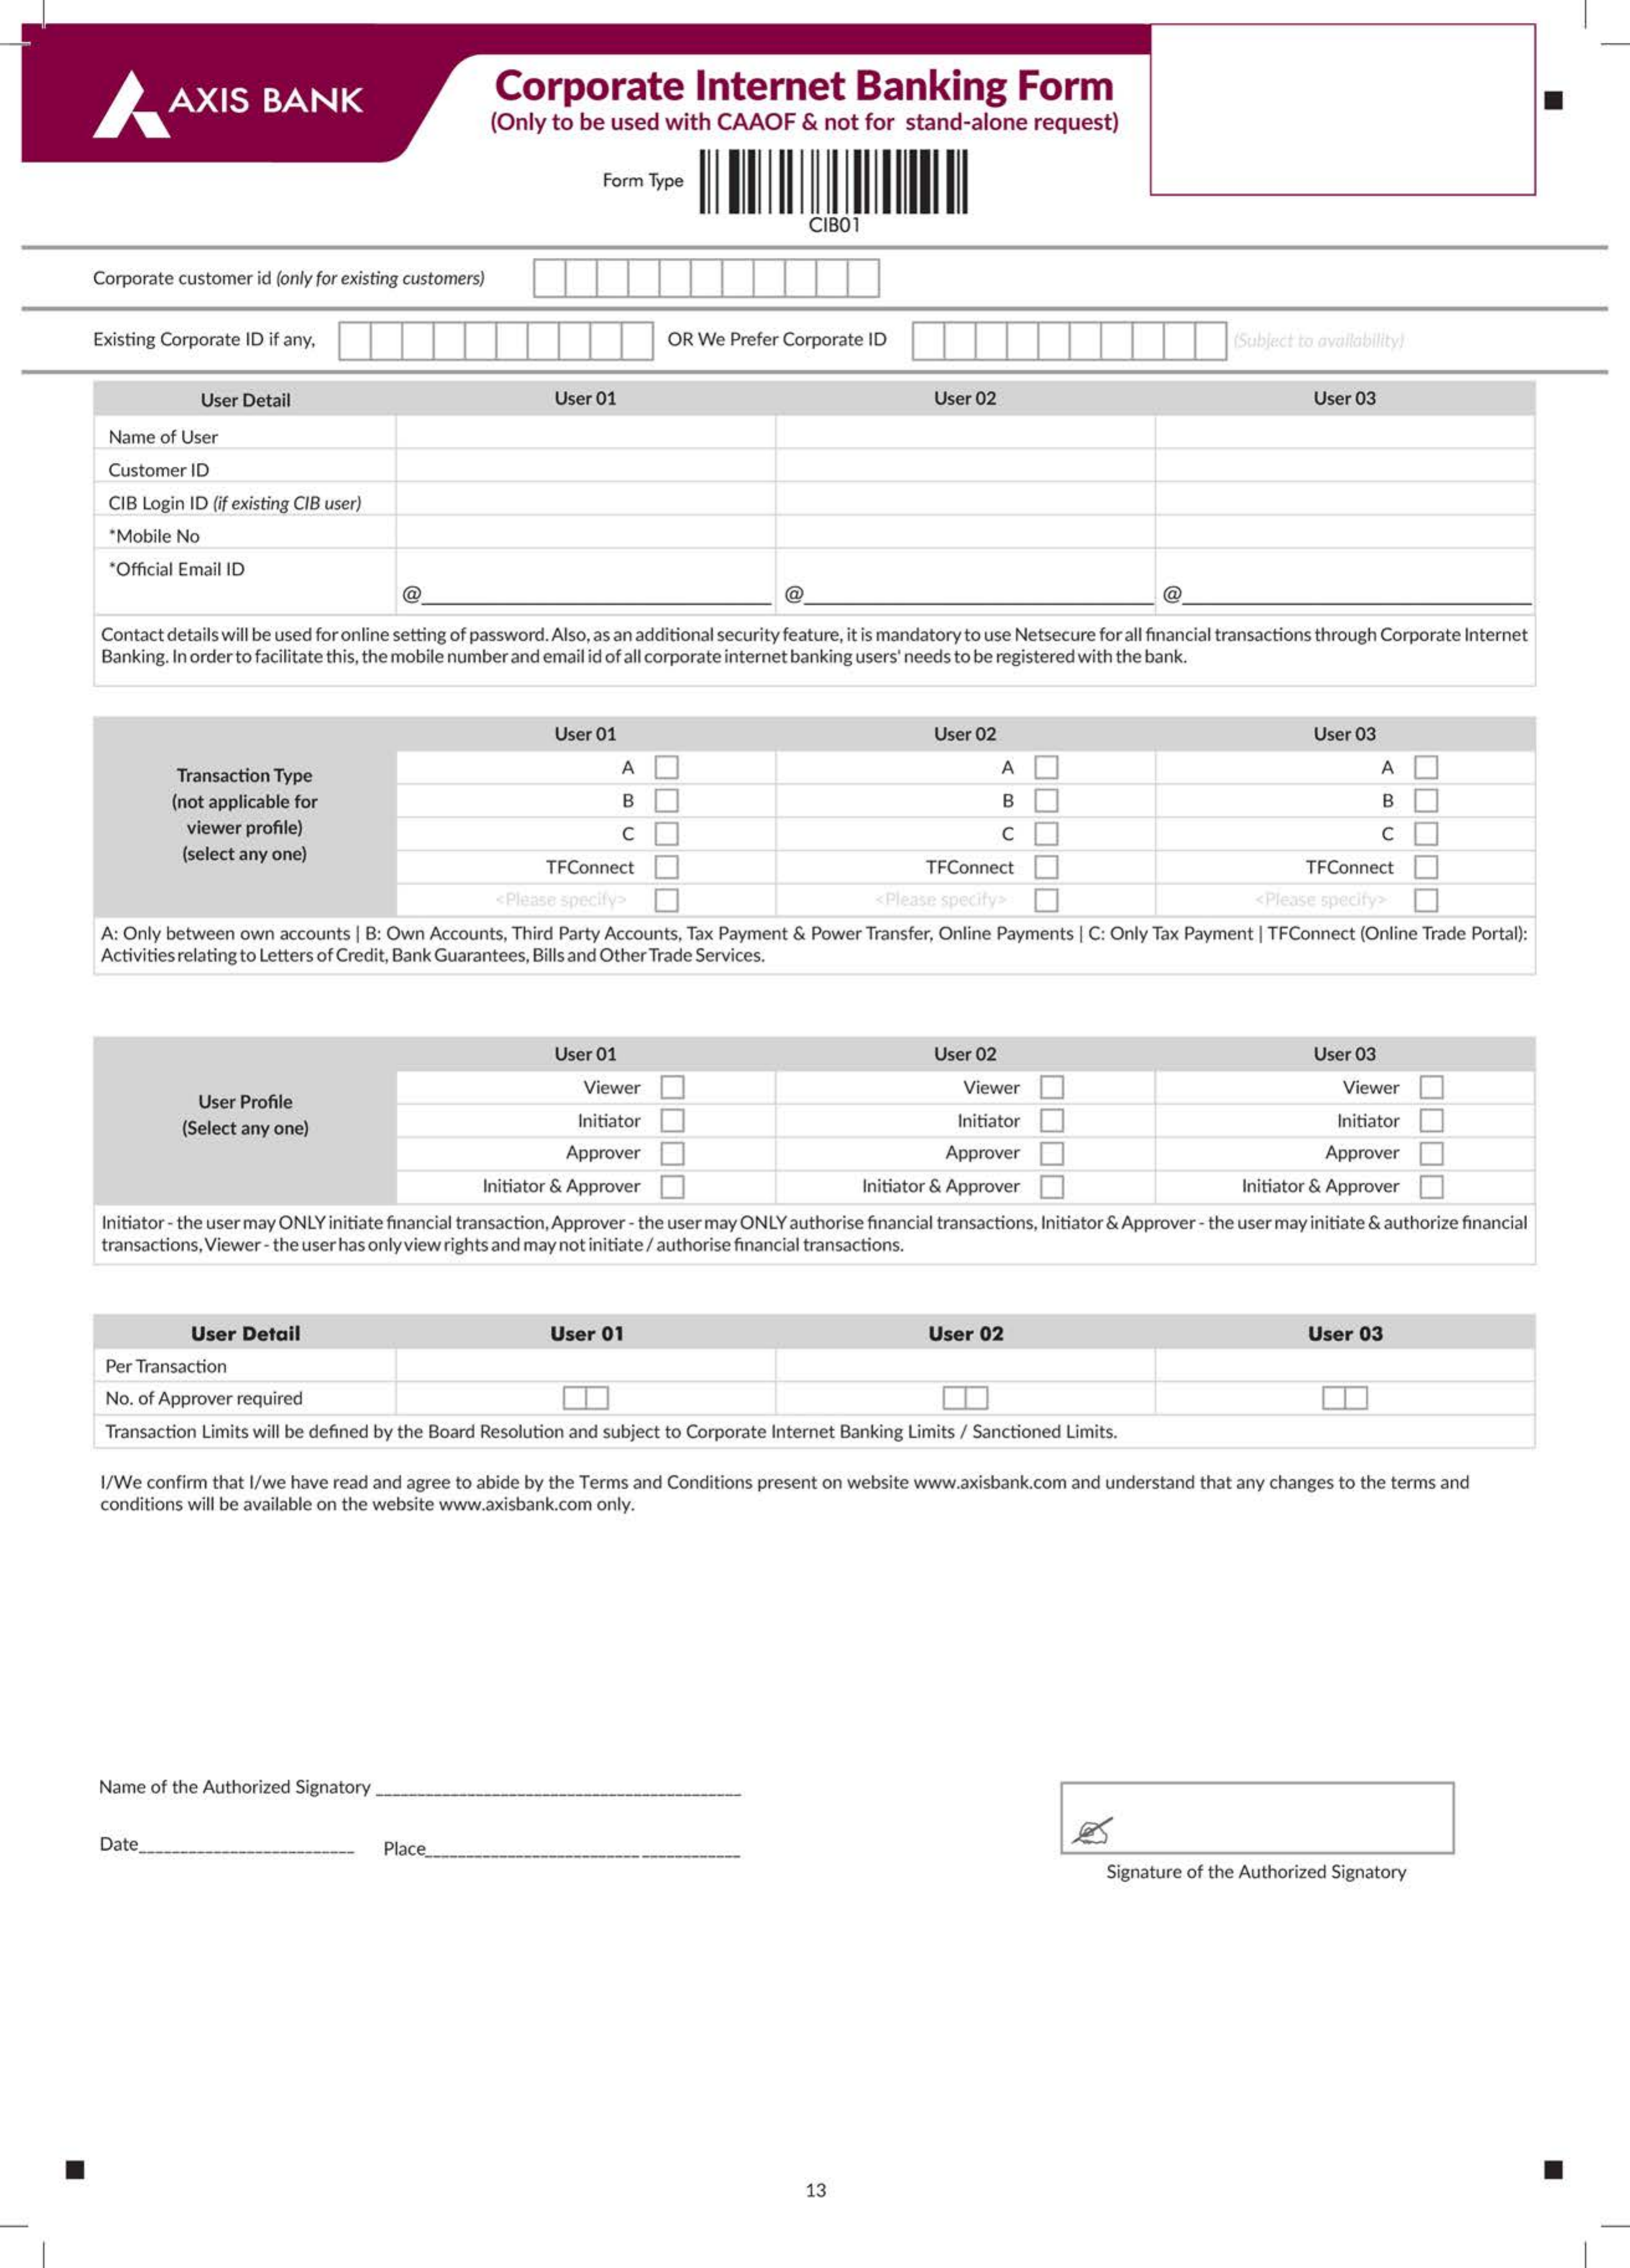 AXIS BANK
Corporate Internet Banking Form
(Only to be used with CAAOF & not for stand-alone request)
Form Type
CIB01
Corporate customer id (only for existing customers)
Existing Corporate ID if any, OR We Prefer Corporate ID (Subject to availability)
User Detail User 01 User 02 User 03
Name of User
Customer ID
CIB Login ID (if existing CIB user)
*Mobile No
*Official Email ID
@ @ @
Contact details will be used for online setting of password. Also, as an additional security feature, it is mandatory to use Netsecure for all financial transactions through Corporate Internet
Banking. In order to facilitate this, the mobile number and email id of all corporate internet banking users' needs to be registered with the bank.
User 01 User 02 User 03
Transaction Type
(not applicable for
viewer profile)
(select any one)
A A A
B B B
C C C
TFConnect TFConnect TFConnect
<Please specify> <Please specify> <Please specify>
A: Only between own accounts | B: Own Accounts, Third Party Accounts, Tax Payment & Power Transfer, Online Payments | C: Only Tax Payment | TFConnect (Online Trade Portal):
Activities relating to Letters of Credit, Bank Guarantees, Bills and Other Trade Services.
User 01 User 02 User 03
User Profile
(Select any one)
Viewer Viewer Viewer
Initiator Initiator Initiator
Approver Approver Approver
Initiator & Approver Initiator & Approver Initiator & Approver
Initiator - the user may ONLY initiate financial transaction, Approver - the user may ONLY authorise financial transactions, Initiator & Approver - the user may initiate & authorize financial
transactions, Viewer - the user has only view rights and may not initiate / authorise financial transactions.
User Detail User 01 User 02 User 03
Per Transaction
No. of Approver required
Transaction Limits will be defined by the Board Resolution and subject to Corporate Internet Banking Limits / Sanctioned Limits.
I/We confirm that I/we have read and agree to abide by the Terms and Conditions present on website www.axisbank.com and understand that any changes to the terms and
conditions will be available on the website www.axisbank.com only.
Name of the Authorized Signatory
Date Place
Signature of the Authorized Signatory
13